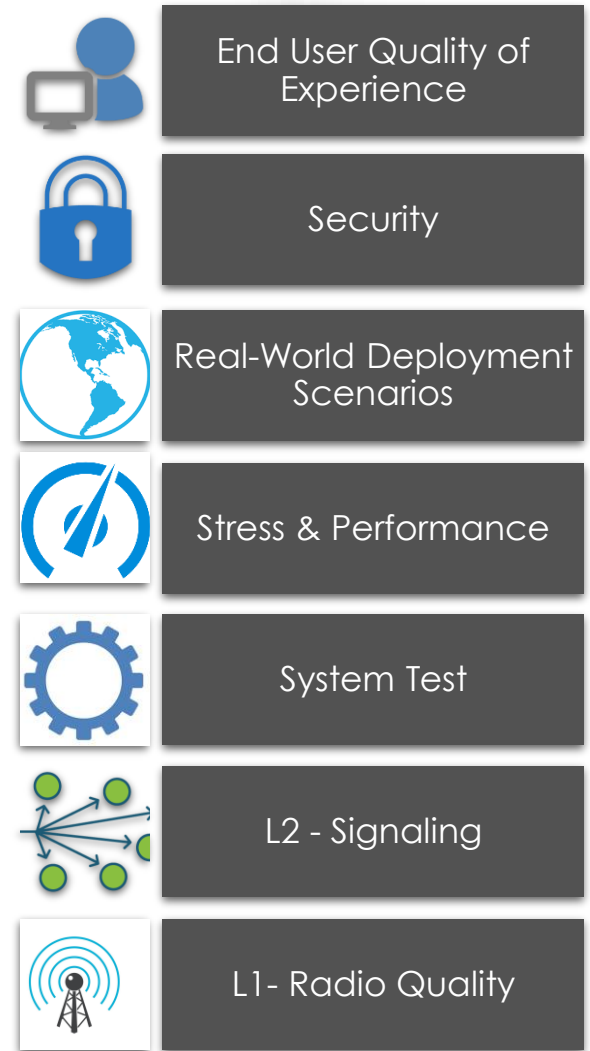 End User Quality of
Experience
Security
Real-World Deployment
Scenarios
Stress & Performance
System Test
L2 - Signaling
L1- Radio Quality